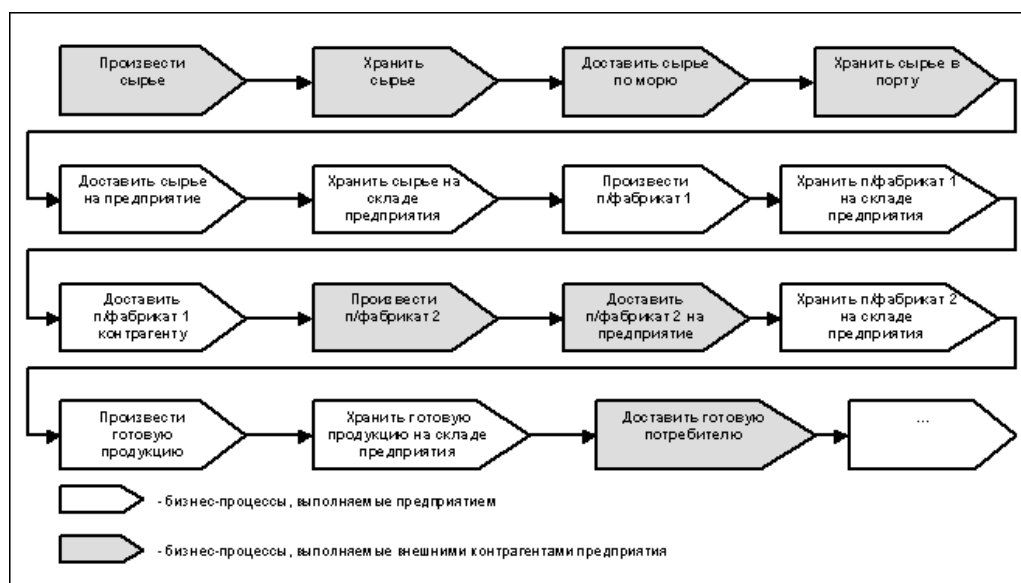 Произвести
сырье
Хранить
сырье
Доставить сырье
по морю
Хранить сырье в
порту
Доставить сырье
на предприятие
Хранить сырье на
складе
предприятия
Произвести
п/фабрикат 1
Хранить п/фабрикат 1
на складе
предприятия
Доставить
п/фабрикат 1
контрагенту
Произвести
п/фабрикат 2
Доставить
п/фабрикат 2 на
предприятие
Хранить п/фабрикат 2
на складе
предприятия
Произвести
готовую
продукцию
Хранить готовую
продукцию на складе
предприятия
Доставить готовую
потребителю
...
- бизнес-процессы, выполняемые предприятием
- бизнес-процессы, выполняемые внешними контрагентами предприятия